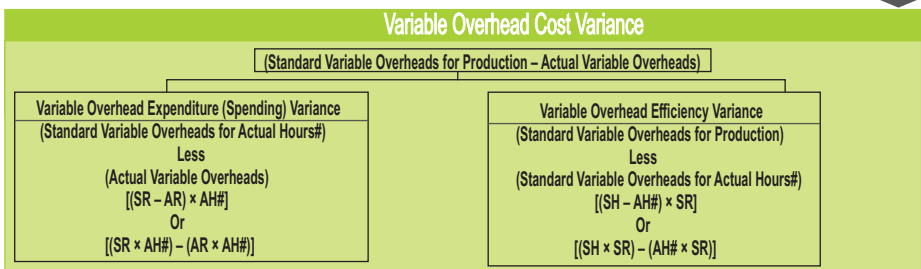 Variable Overhead Cost Variance
(Standard Variable Overheads for Production – Actual Variable Overheads)
Variable Overhead Expenditure (Spending) Variance
(Standard Variable Overheads for Actual Hours#)
Less
(Actual Variable Overheads)
[(SR – AR) × AH#]
Or
[(SR × AH#) – (AR × AH#)]
Variable Overhead Efficiency Variance
(Standard Variable Overheads for Production)
Less
(Standard Variable Overheads for Actual Hours#)
[(SH – AH#) × SR]
Or
[(SH × SR) – (AH# × SR)]